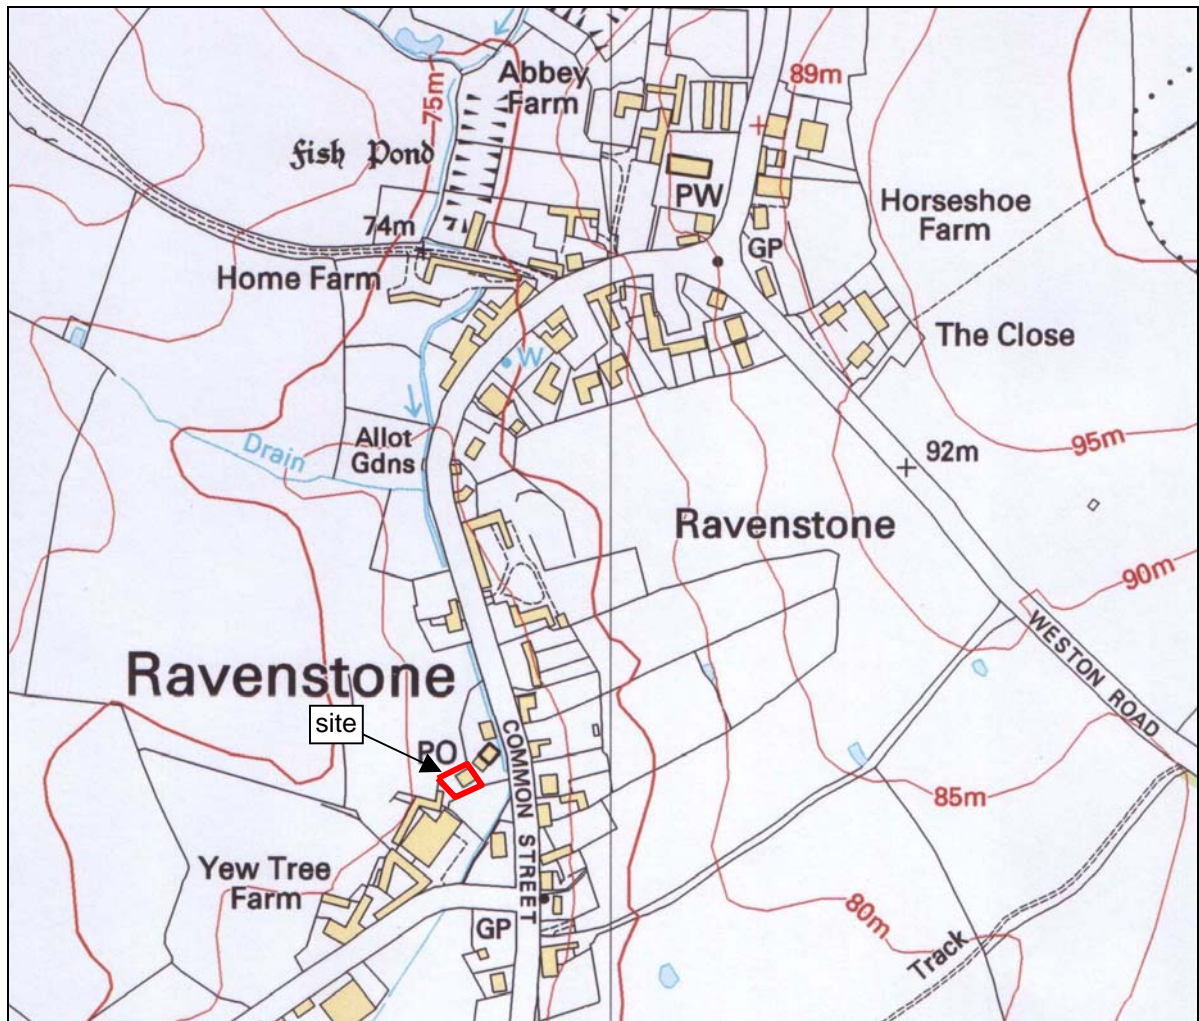 Abbey
Farm
89m
75m
Fish Pond
PW
Horseshoe
Farm
74m
GP
Home Farm
The Close
W
Drain
Allot
Gdns
92m
95m
Ravenstone
90m
WESTON ROAD
Ravenstone
site
PO
COMMON STREET
85m
Yew Tree
Farm
80m
GP
Track